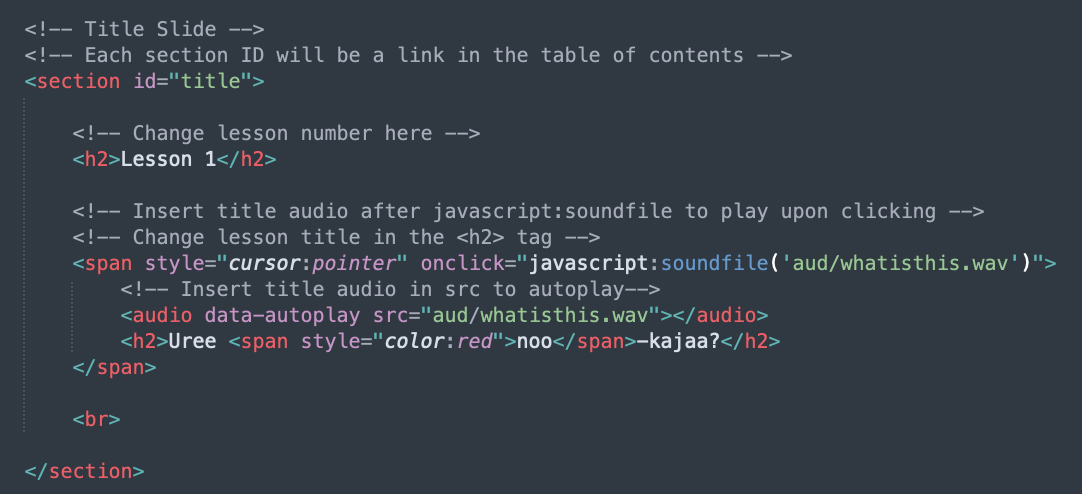 <!-- Title Slide -->
<!-- Each section ID will be a link in the table of contents -->
<section id="title">
<!-- Change lesson number here -->
<h2>Lesson 1</h2>
<!-- Insert title audio after javascript:soundfile to play upon clicking -->
<!-- Change lesson title in the <h2> tag -->
<span style="cursor:pointer" onclick="javascript:soundfile('aud/whatisthis.wav')">
<!-- Insert title audio in src to autoplay-->
<audio data-autoplay src="aud/whatisthis.wav"></audio>
<h2>Uree <span style="color:red">noo</span>-kajaa?</h2>
</span>
<br>
</section>